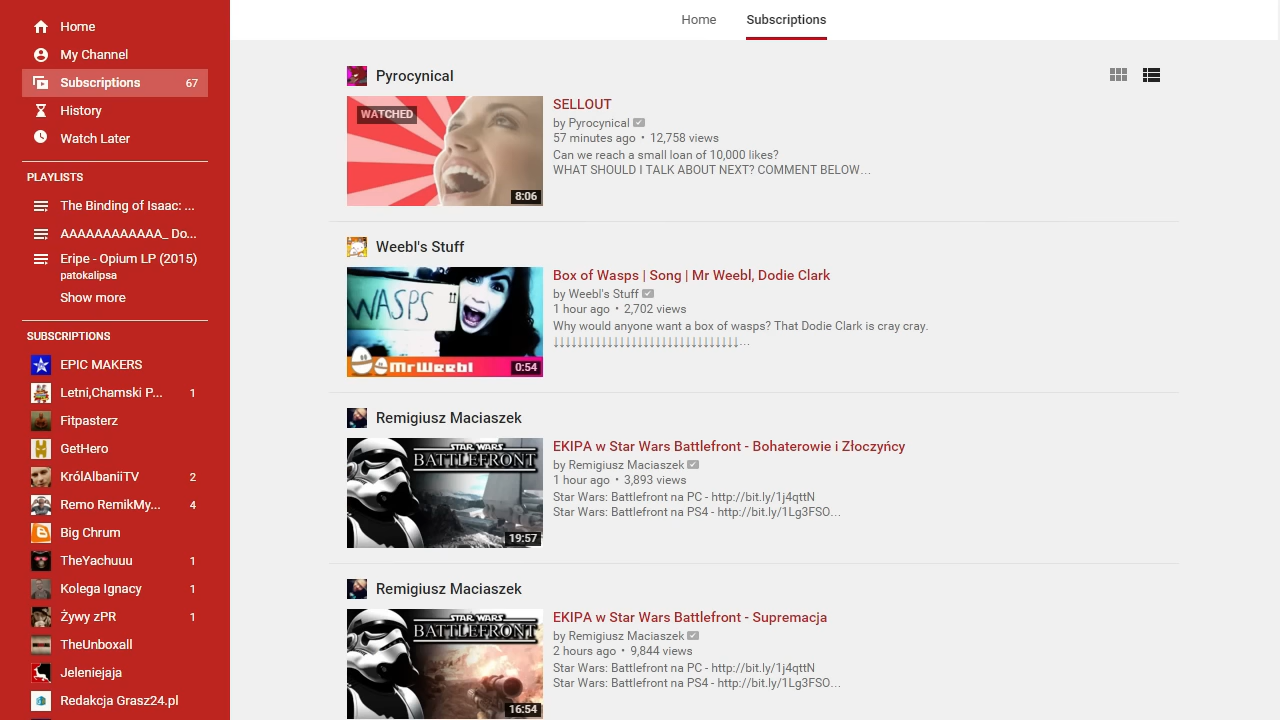 Home
My Channel
Subscriptions 67
History
Watch Later
PLAYLISTS
The Binding of Isaac: ...
AAAAAAAAAAAA_ Do...
Eripe - Opium LP (2015)
patokalipsa
Show more
SUBSCRIPTIONS
EPIC MAKERS
Letni,Chamski P... 1
Fitpasterz
GetHero
KrólAlbaniiTV 2
Remo RemikMy... 4
Big Chrum
TheYachuuu 1
Kolega Ignacy 1
Żywy zPR 1
TheUnboxall
Jeleniejaja
Redakcja Grasz24.pl
Home Subscriptions
Pyrocynical
WATCHED
8:06
SELLOUT
by Pyrocynical
57 minutes ago • 12,758 views
Can we reach a small loan of 10,000 likes?
WHAT SHOULD I TALK ABOUT NEXT? COMMENT BELOW...
Weebl's Stuff
WASPS
MrWeebl
0:54
Box of Wasps | Song | Mr Weebl, Dodie Clark
by Weebl's Stuff
1 hour ago • 2,702 views
Why would anyone want a box of wasps? That Dodie Clark is cray cray.
↓↓↓↓↓↓↓↓↓↓↓↓↓↓↓↓↓↓↓↓↓↓↓↓↓↓↓↓↓↓↓...
Remigiusz Maciaszek
STAR WARS
BATTLEFRONT
19:57
EKIPA w Star Wars Battlefront - Bohaterowie i Złoczyńcy
by Remigiusz Maciaszek
1 hour ago • 3,893 views
Star Wars: Battlefront na PC - http://bit.ly/1j4qttN
Star Wars: Battlefront na PS4 - http://bit.ly/1Lg3FSO...
Remigiusz Maciaszek
STAR WARS
BATTLEFRONT
16:54
EKIPA w Star Wars Battlefront - Supremacja
by Remigiusz Maciaszek
2 hours ago • 9,844 views
Star Wars: Battlefront na PC - http://bit.ly/1j4qttN
Star Wars: Battlefront na PS4 - http://bit.ly/1Lg3FSO...